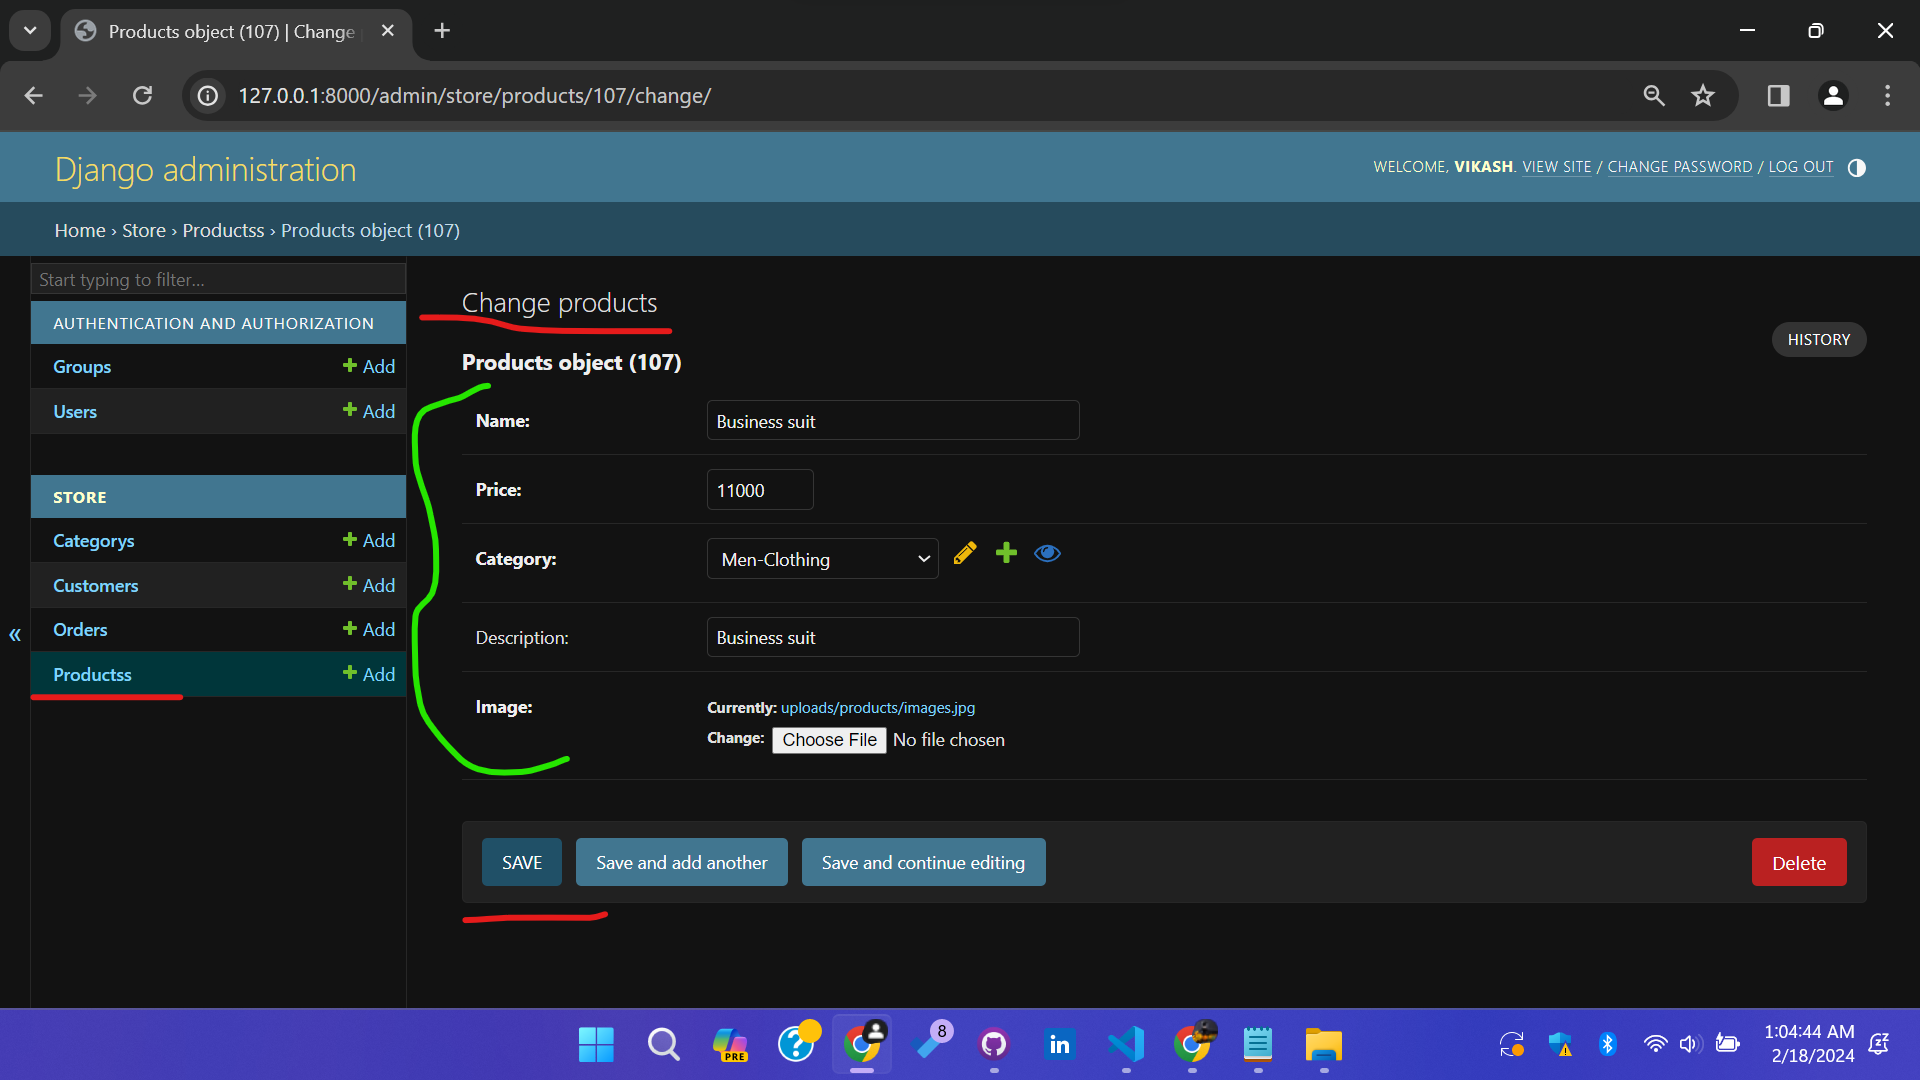 Products object (107) | Change
127.0.0.1:8000/admin/store/products/107/change/
Django administration
WELCOME, VIKASH. VIEW SITE / CHANGE PASSWORD / LOG OUT
Home › Store › Productss › Products object (107)
Start typing to filter...
AUTHENTICATION AND AUTHORIZATION
Groups + Add
Users + Add
STORE
Categorys + Add
Customers + Add
Orders + Add
Productss + Add
«
Change products
HISTORY
Products object (107)
Name: Business suit
Price: 11000
Category: Men-Clothing
Description: Business suit
Image: Currently: uploads/products/images.jpg
Change: Choose File No file chosen
SAVE Save and add another Save and continue editing Delete
PRE
?
8
in
1:04:44 AM
2/18/2024